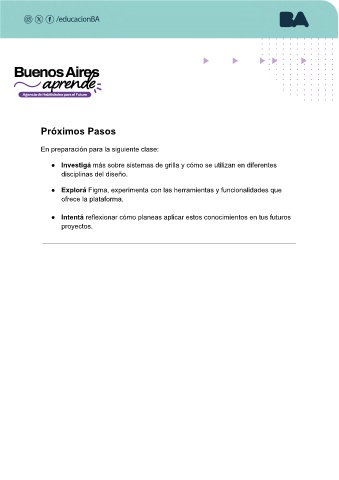 /educacionBA
BA
Buenos Aires
aprende
Agencia de Habilidades para el Futuro
Próximos Pasos
En preparación para la siguiente clase:
● Investigá más sobre sistemas de grilla y cómo se utilizan en diferentes
disciplinas del diseño.
● Explorá Figma, experimenta con las herramientas y funcionalidades que
ofrece la plataforma.
● Intentá reflexionar cómo planeas aplicar estos conocimientos en tus futuros
proyectos.